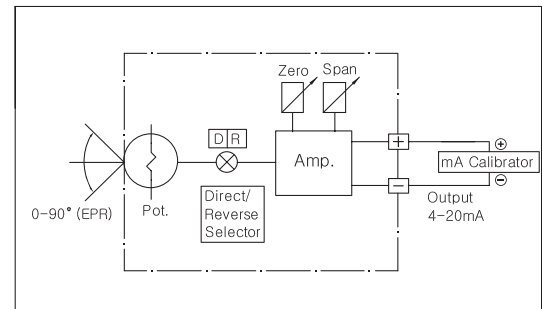 Zero Span
D R
Amp.
+
−
⊕
mA Calibrator
⊖
0-90° (EPR)
Pot.
Direct/
Reverse
Selector
Output
4-20mA